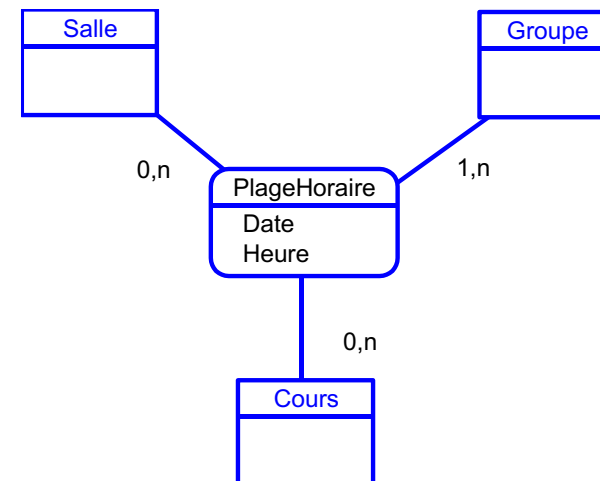 Salle
Groupe
0,n
1,n
PlageHoraire
Date
Heure
0,n
Cours